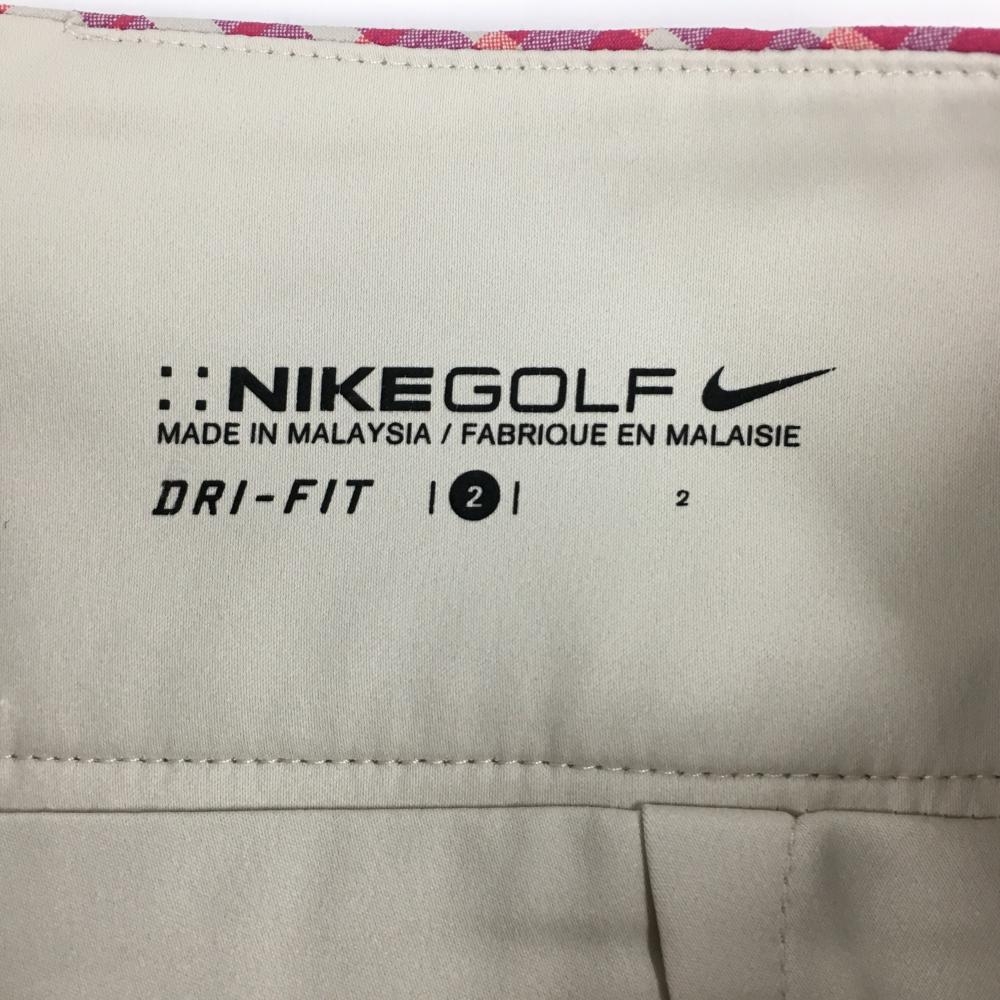 NIKEGOLF
MADE IN MALAYSIA / FABRIQUE EN MALAISIE
DRI-FIT | 2 | 2